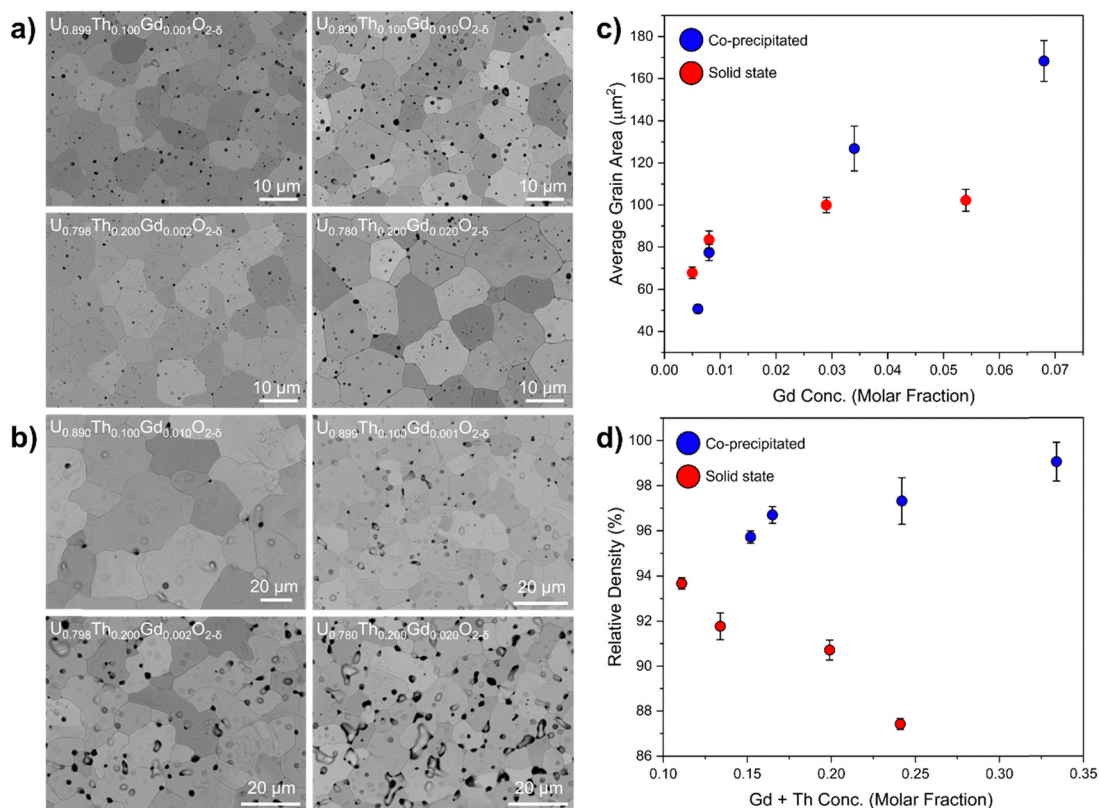 a)
U0.899Th0.100Gd0.001O2-δ
10 µm
U0.890Th0.100Gd0.010O2-δ
10 µm
U0.798Th0.200Gd0.002O2-δ
10 µm
U0.780Th0.200Gd0.020O2-δ
10 µm
b)
U0.890Th0.100Gd0.010O2-δ
20 µm
U0.899Th0.100Gd0.001O2-δ
20 µm
U0.798Th0.200Gd0.002O2-δ
20 µm
U0.780Th0.200Gd0.020O2-δ
20 µm
c)
Co-precipitated
Solid state
Average Grain Area (µm²)
180
160
140
120
100
80
60
40
0.00 0.01 0.02 0.03 0.04 0.05 0.06 0.07
Gd Conc. (Molar Fraction)
d)
Co-precipitated
Solid state
Relative Density (%)
100
98
96
94
92
90
88
86
0.10 0.15 0.20 0.25 0.30 0.35
Gd + Th Conc. (Molar Fraction)